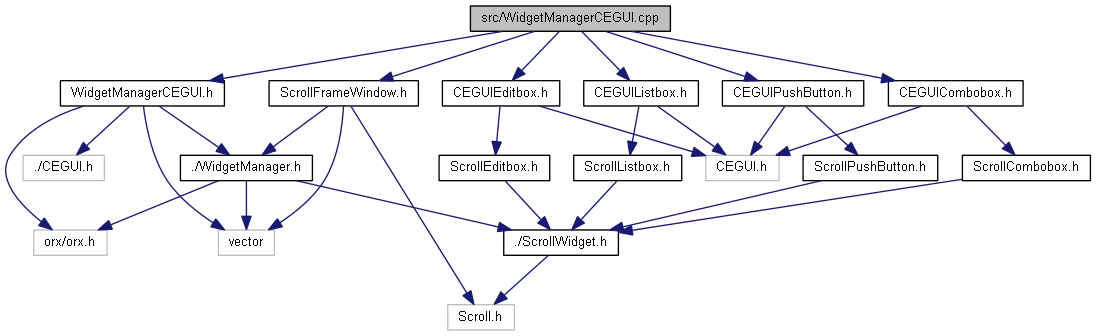 src/WidgetManagerCEGUI.cpp
WidgetManagerCEGUI.h
ScrollFrameWindow.h
CEGUIEditbox.h
CEGUIListbox.h
CEGUIPushButton.h
CEGUICombobox.h
./CEGUI.h
./WidgetManager.h
ScrollEditbox.h
ScrollListbox.h
CEGUI.h
ScrollPushButton.h
ScrollCombobox.h
orx/orx.h
vector
./ScrollWidget.h
Scroll.h